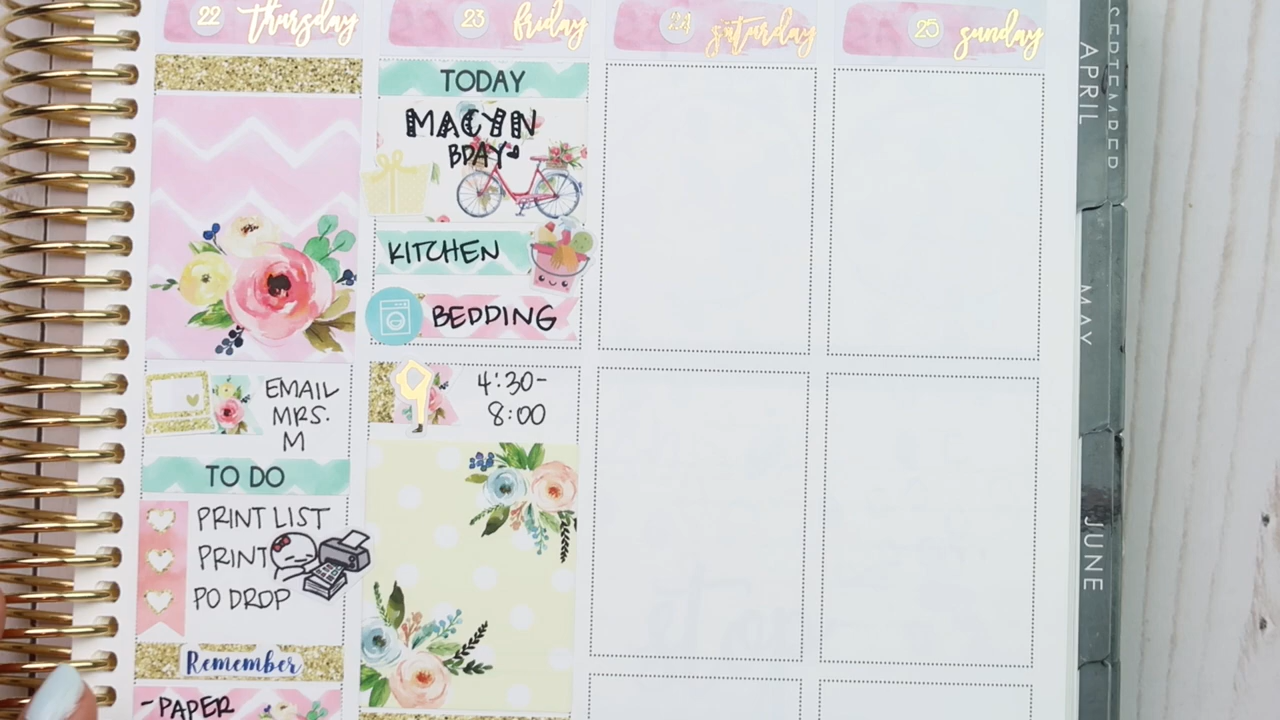 22 thursday
23 friday
24 saturday
25 sunday
TODAY
MACYN
BDAY
KITCHEN
BEDDING
4:30-
8:00
EMAIL
MRS.
M
TO DO
PRINT LIST
PRINT
PO DROP
Remember
-PAPER
SEPTEMBER
APRIL
MAY
JUNE